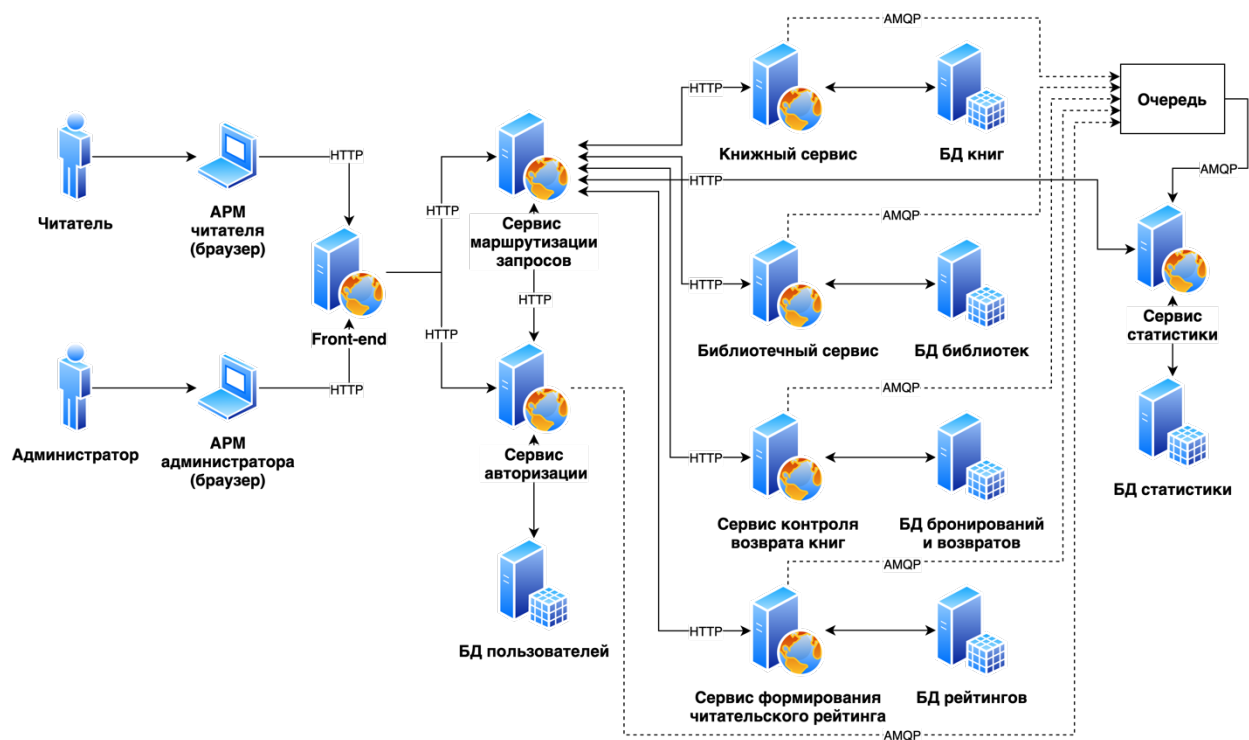 AMQP
HTTP
Очередь
Книжный сервис
БД книг
HTTP
AMQP
HTTP
HTTP
AMQP
Читатель
АРМ
читателя
(браузер)
Сервис
маршрутизации
запросов
HTTP
HTTP
Библиотечный сервис
БД библиотек
Сервис
статистики
Front-end
HTTP
AMQP
HTTP
Администратор
АРМ
администратора
(браузер)
Сервис
авторизации
HTTP
БД статистики
Сервис контроля
возврата книг
БД бронирований
и возвратов
AMQP
HTTP
БД пользователей
Сервис формирования
читательского рейтинга
БД рейтингов
AMQP